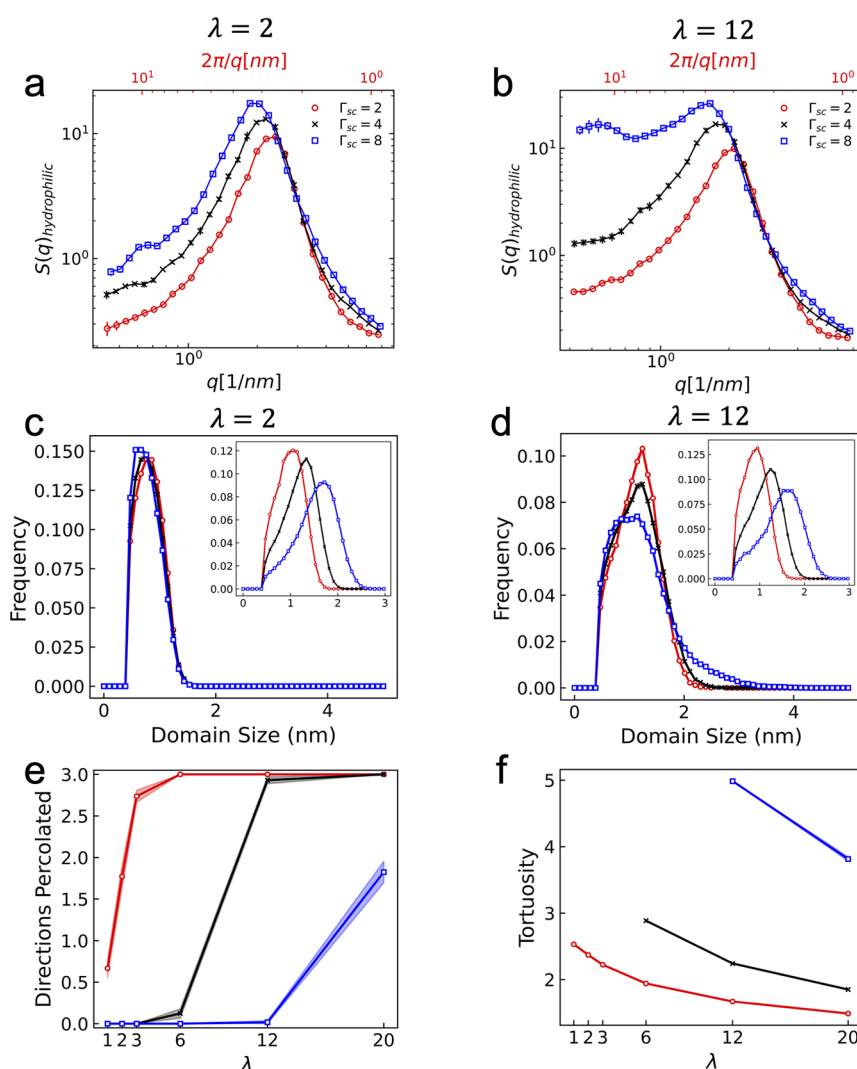 λ = 2
λ = 12
a
2π/q[nm]
10¹
10⁰
Γsc = 2
Γsc = 4
Γsc = 8
10¹
10⁰
S(q)hydrophilic
10⁰
q[1/nm]
b
2π/q[nm]
10¹
10⁰
Γsc = 2
Γsc = 4
Γsc = 8
10¹
10⁰
S(q)hydrophilic
10⁰
q[1/nm]
c
λ = 2
0.150
0.125
0.100
0.075
0.050
0.025
0.000
Frequency
0.12
0.10
0.08
0.06
0.04
0.02
0.00
0 1 2 3
0 2 4
Domain Size (nm)
d
λ = 12
0.10
0.08
0.06
0.04
0.02
0.00
Frequency
0.125
0.100
0.075
0.050
0.025
0.000
0 1 2 3
0 2 4
Domain Size (nm)
e
3.0
2.5
2.0
1.5
1.0
0.5
0.0
Directions Percolated
1 2 3 6 12 20
λ
f
5
4
3
2
Tortuosity
1 2 3 6 12 20
λ